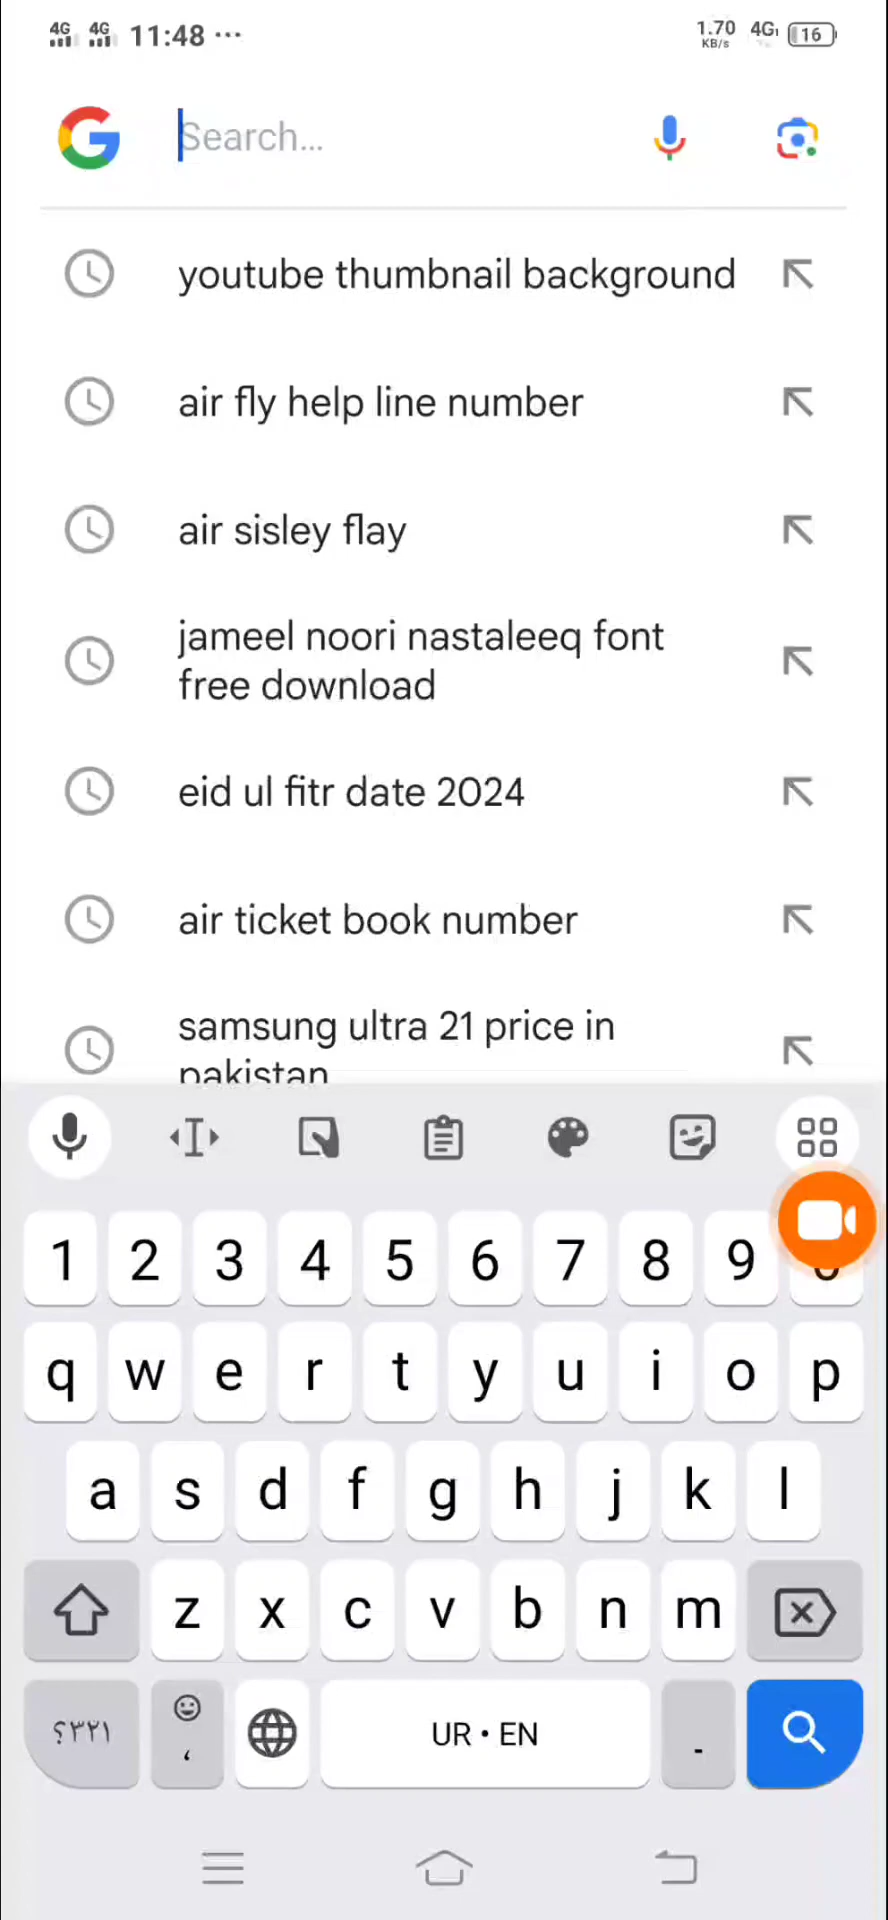 4G 4G 11:48 ... 1.70 KB/s 4G 16
Search...
youtube thumbnail background
air fly help line number
air sisley flay
jameel noori nastaleeq font
free download
eid ul fitr date 2024
air ticket book number
samsung ultra 21 price in
pakistan
1 2 3 4 5 6 7 8 9
q w e r t y u i o p
a s d f g h j k l
z x c v b n m
؟۳۲۱ ، UR • EN -